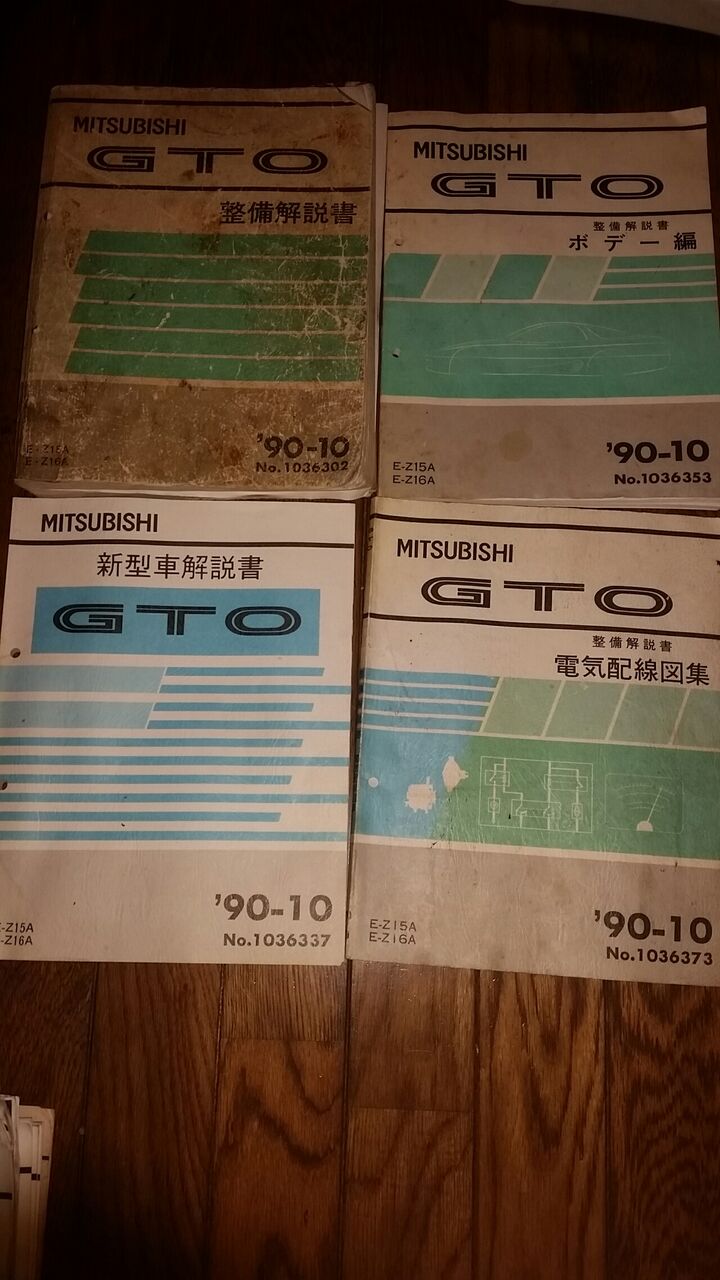 MITSUBISHI
GTO
整備解説書
E-Z15A
E-Z16A
'90-10
No.1036302
MITSUBISHI
GTO
整備解説書
ボデー編
E-Z15A
E-Z16A
'90-10
No.1036353
MITSUBISHI
新型車解説書
GTO
E-Z15A
E-Z16A
'90-10
No.1036337
MITSUBISHI
GTO
整備解説書
電気配線図集
E-Z15A
E-Z16A
'90-10
No.1036373